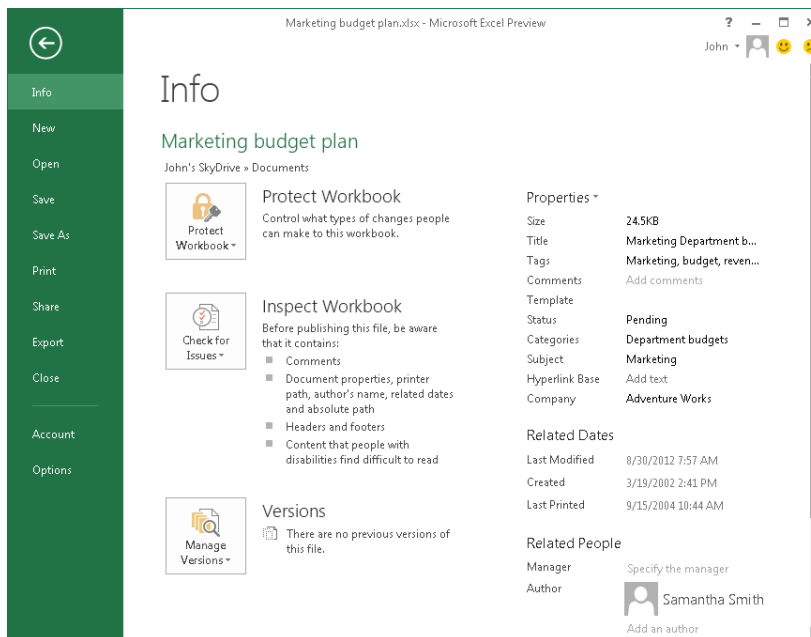 Marketing budget plan.xlsx - Microsoft Excel Preview
?
John
Info
New
Open
Save
Save As
Print
Share
Export
Close
Account
Options
Info
Marketing budget plan
John's SkyDrive » Documents
Protect
Workbook
Protect Workbook
Control what types of changes people
can make to this workbook.
Check for
Issues
Inspect Workbook
Before publishing this file, be aware
that it contains:
Comments
Document properties, printer
path, author's name, related dates
and absolute path
Headers and footers
Content that people with
disabilities find difficult to read
Manage
Versions
Versions
There are no previous versions of
this file.
Properties
Size 24.5KB
Title Marketing Department b...
Tags Marketing, budget, reven...
Comments Add comments
Template
Status Pending
Categories Department budgets
Subject Marketing
Hyperlink Base Add text
Company Adventure Works
Related Dates
Last Modified 8/30/2012 7:57 AM
Created 3/19/2002 2:41 PM
Last Printed 9/15/2004 10:44 AM
Related People
Manager Specify the manager
Author Samantha Smith
Add an author